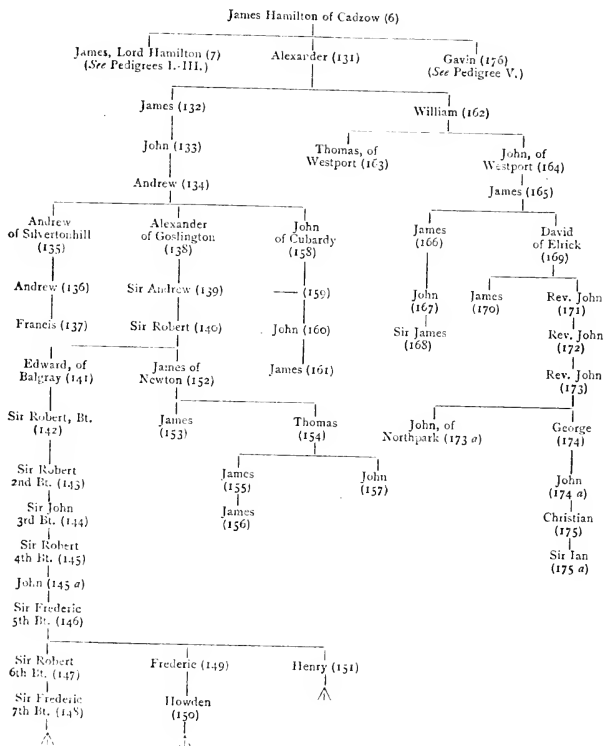 James Hamilton of Cadzow (6)
James, Lord Hamilton (7)
(See Pedigrees I.-III.)
Alexander (131)
Gavin (176)
(See Pedigree V.)
James (132)
William (162)
John (133)
Thomas, of
Westport (163)
John, of
Westport (164)
Andrew (134)
James (165)
Andrew
of Silvertonhill
(135)
Alexander
of Goslington
(138)
John
of Cubardy
(158)
James
(166)
David
of Elrick
(169)
Andrew (136)
Sir Andrew (139)
—— (159)
John
(167)
James
(170)
Rev. John
(171)
Francis (137)
Sir Robert (140)
John (160)
Sir James
(168)
Rev. John
(172)
Edward, of
Balgray (141)
James of
Newton (152)
James (161)
Rev. John
(173)
Sir Robert, Bt.
(142)
James
(153)
Thomas
(154)
John, of
Northpark (173 a)
George
(174)
Sir Robert
2nd Bt. (143)
James
(155)
John
(157)
John
(174 a)
Sir John
3rd Bt. (144)
James
(156)
Christian
(175)
Sir Robert
4th Bt. (145)
Sir Ian
(175 a)
John (145 a)
Sir Frederic
5th Bt. (146)
Sir Robert
6th Bt. (147)
Frederic (149)
Henry (151)
Sir Frederic
7th Bt. (148)
Howden
(150)